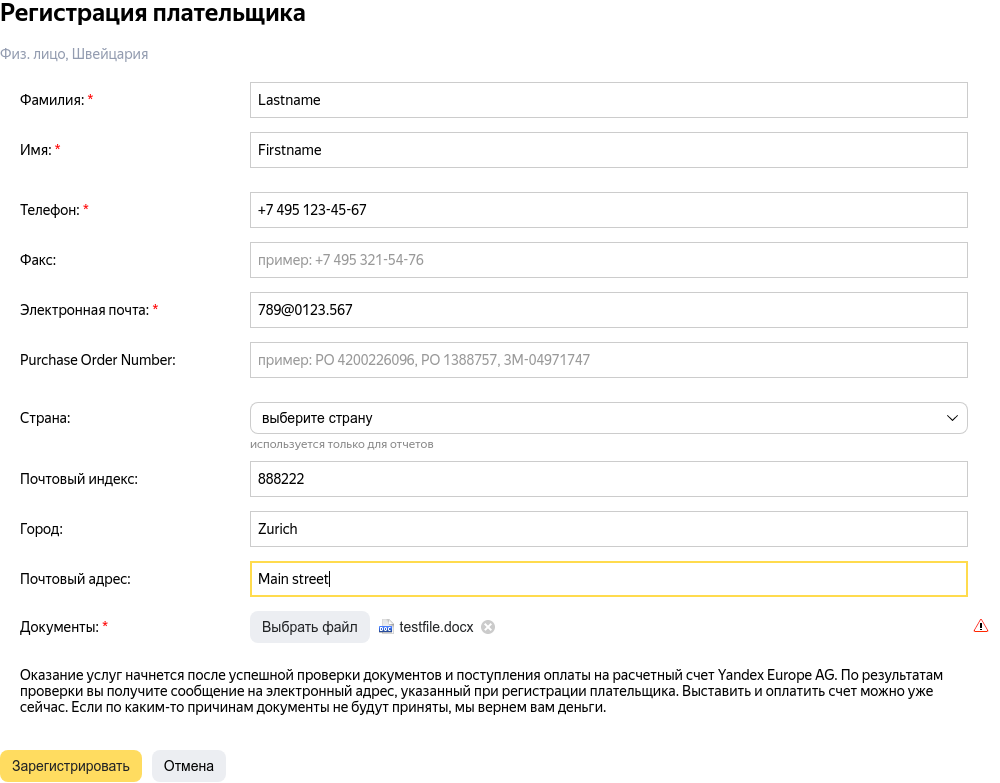 Регистрация плательщика
Физ. лицо, Швейцария
Фамилия: * Lastname
Имя: * Firstname
Телефон: * +7 495 123-45-67
Факс: пример: +7 495 321-54-76
Электронная почта: * 789@0123.567
Purchase Order Number: пример: PO 4200226096, PO 1388757, ЗМ-04971747
Страна: выберите страну
используется только для отчетов
Почтовый индекс: 888222
Город: Zurich
Почтовый адрес: Main street
Документы: * Выбрать файл testfile.docx
Оказание услуг начнется после успешной проверки документов и поступления оплаты на расчетный счет Yandex Europe AG. По результатам
проверки вы получите сообщение на электронный адрес, указанный при регистрации плательщика. Выставить и оплатить счет можно уже
сейчас. Если по каким-то причинам документы не будут приняты, мы вернем вам деньги.
Зарегистрировать Отмена